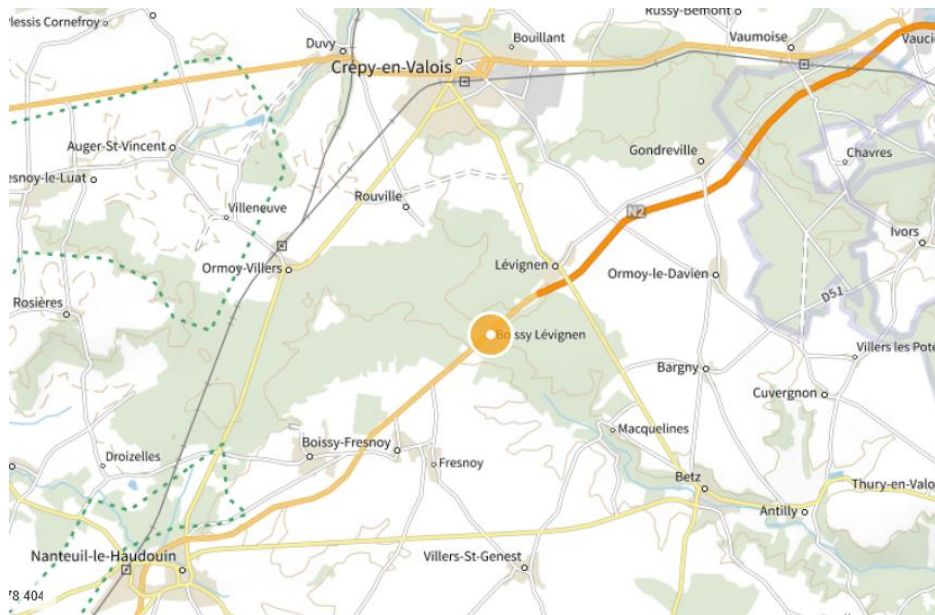 lessis Cornefroy
Russy-Bémont
Duvy
Bouillant
Vaumoise
Vauci
Crépy-en-Valois
Auger-St-Vincent
Gondreville
Chavres
esnoy-le-Luat
Rouville
Villeneuve
N2
Ivors
Ormoy-Villers
Lévignen
Ormoy-le-Davien
D51
Rosières
Boissy Lévignen
Villers les Pote
Bargny
Cuvergnon
Macquelines
Boissy-Fresnoy
Droizelles
Fresnoy
Betz
Thury-en-Valo
Antilly
Nanteuil-le-Haudouin
Villers-St-Genest
78 404